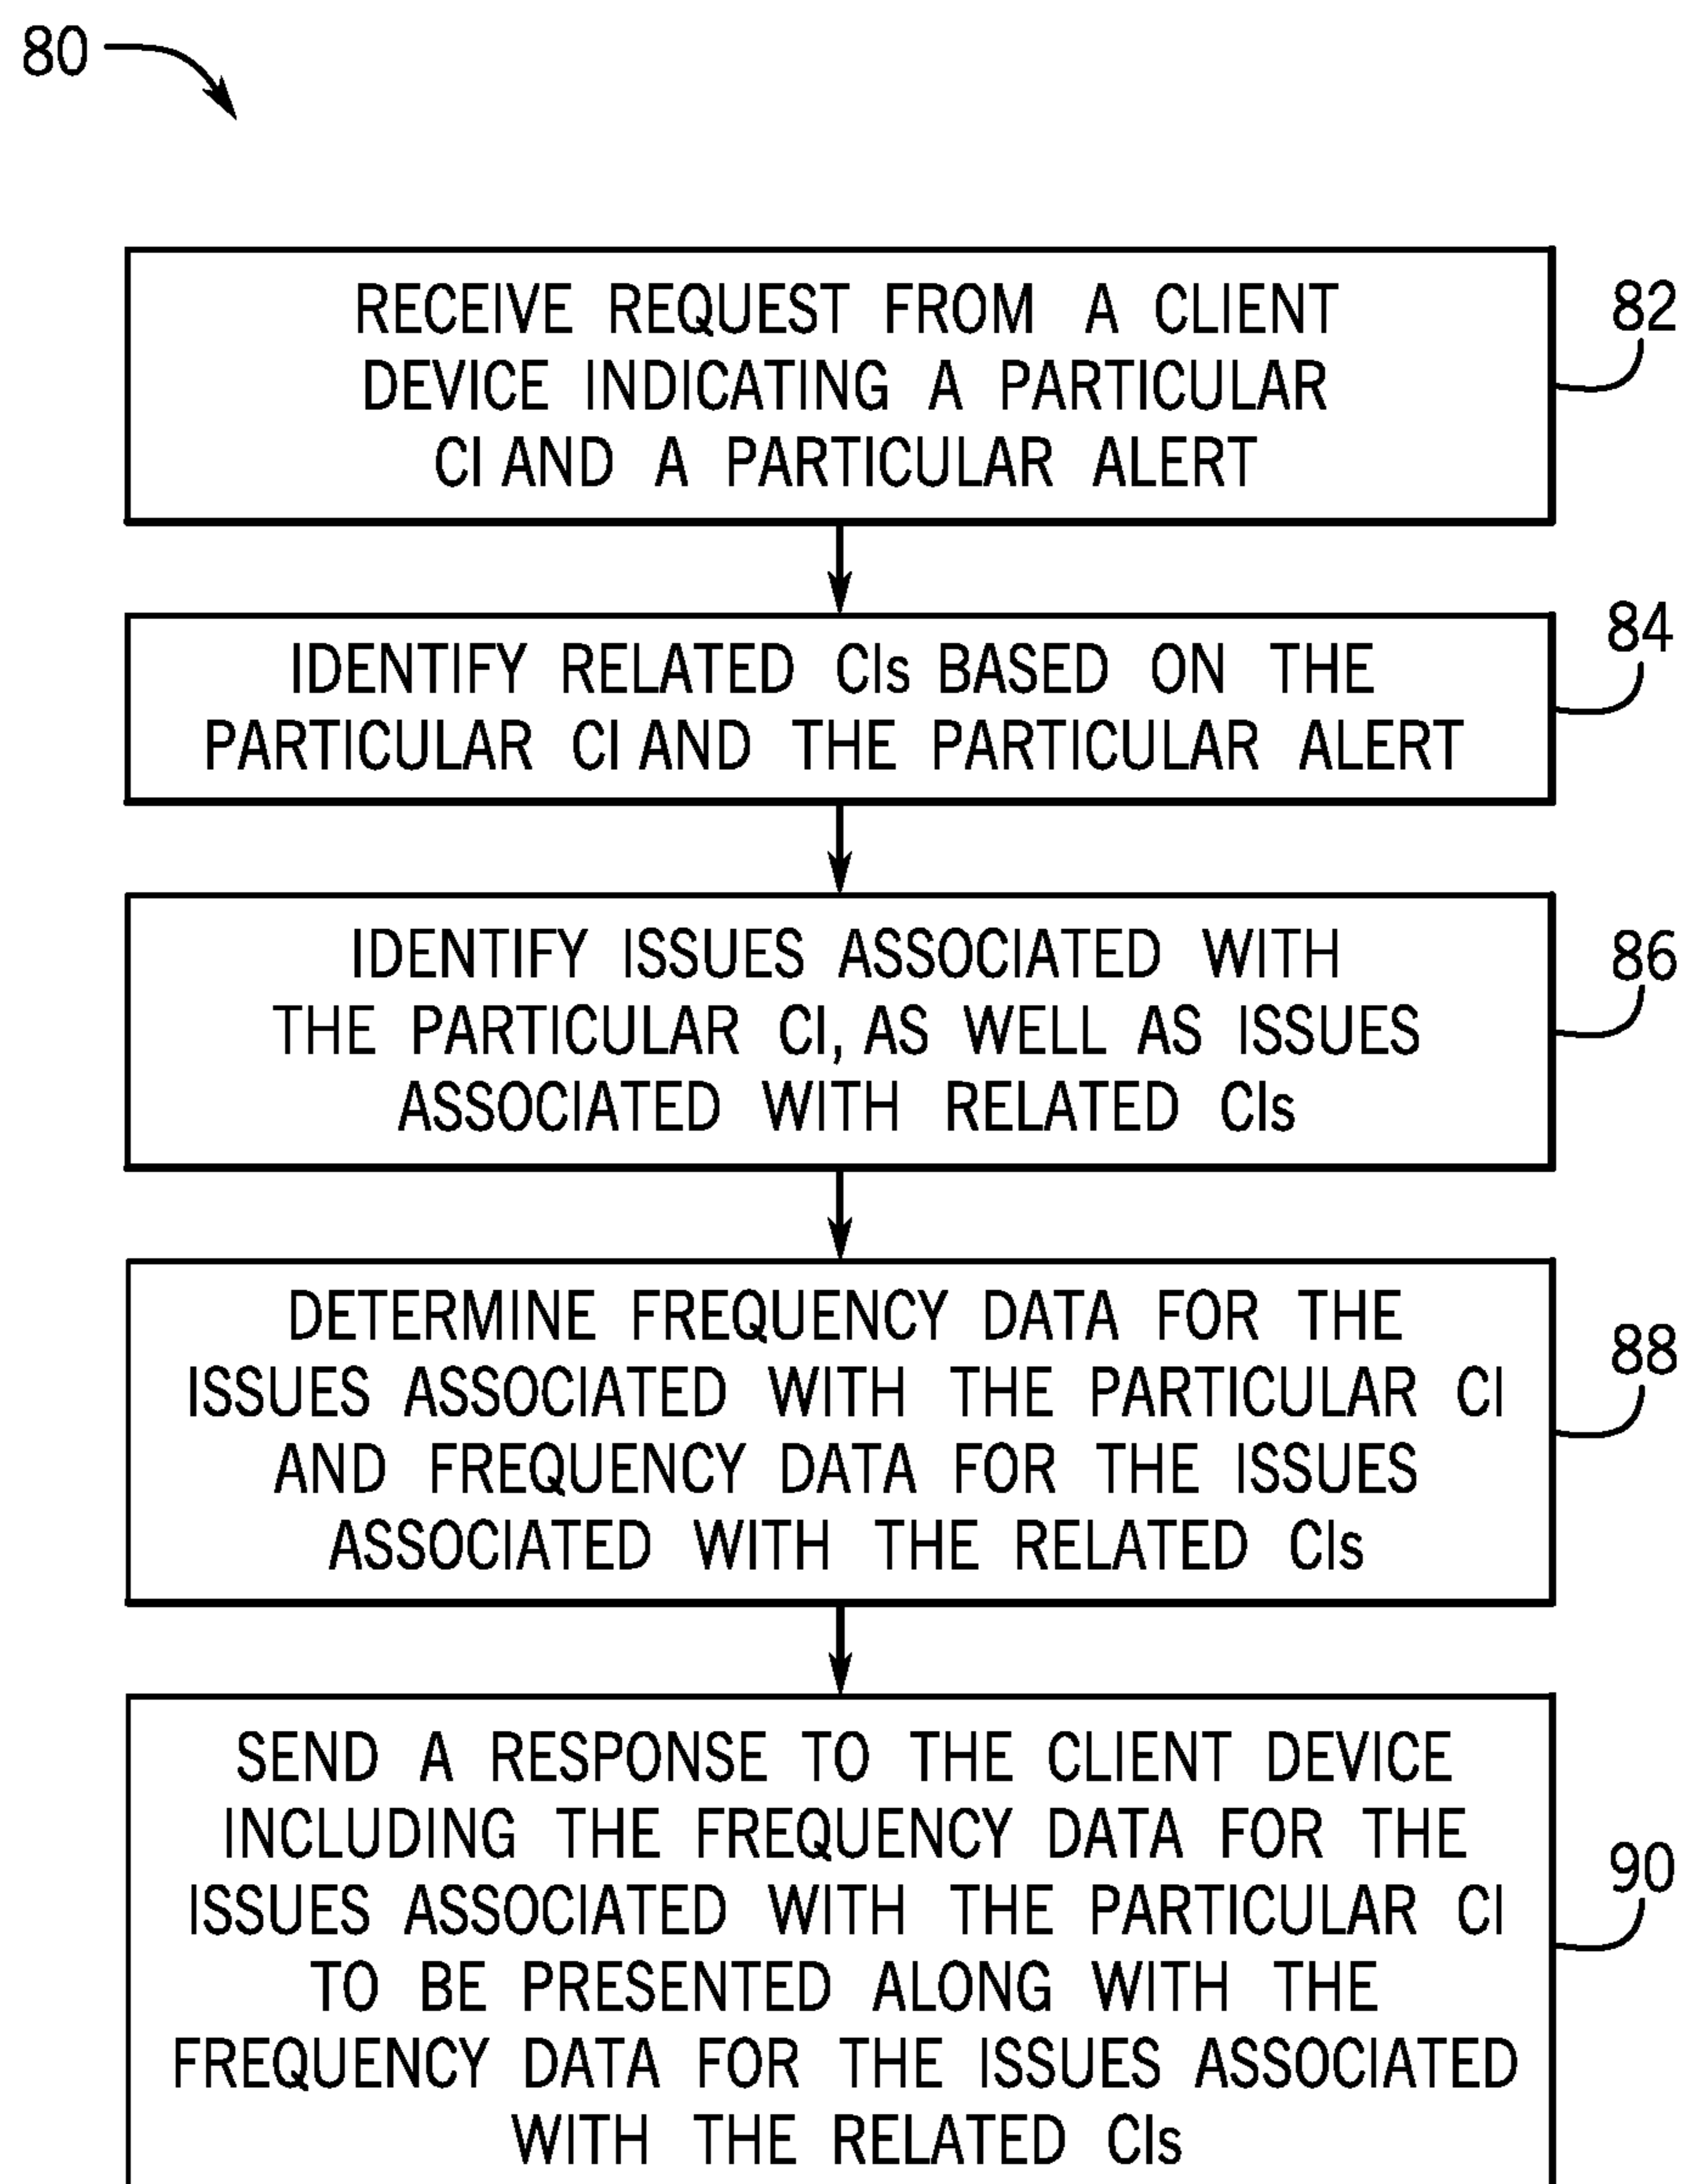 80
RECEIVE REQUEST FROM A CLIENT
DEVICE INDICATING A PARTICULAR
CI AND A PARTICULAR ALERT
82
IDENTIFY RELATED CIs BASED ON THE
PARTICULAR CI AND THE PARTICULAR ALERT
84
IDENTIFY ISSUES ASSOCIATED WITH
THE PARTICULAR CI, AS WELL AS ISSUES
ASSOCIATED WITH RELATED CIs
86
DETERMINE FREQUENCY DATA FOR THE
ISSUES ASSOCIATED WITH THE PARTICULAR CI
AND FREQUENCY DATA FOR THE ISSUES
ASSOCIATED WITH THE RELATED CIs
88
SEND A RESPONSE TO THE CLIENT DEVICE
INCLUDING THE FREQUENCY DATA FOR THE
ISSUES ASSOCIATED WITH THE PARTICULAR CI
TO BE PRESENTED ALONG WITH THE
FREQUENCY DATA FOR THE ISSUES ASSOCIATED
WITH THE RELATED CIs
90